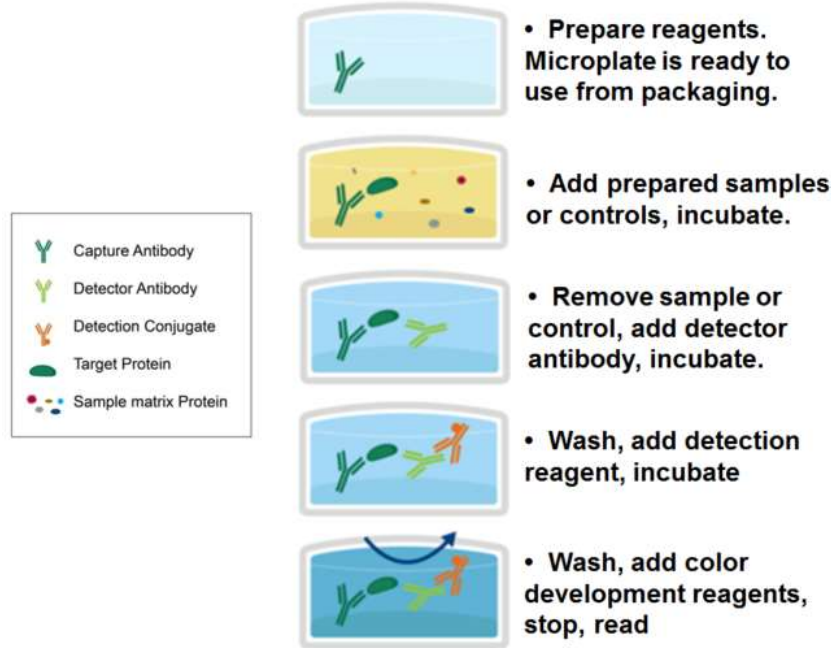 • Prepare reagents.
Microplate is ready to
use from packaging.
• Add prepared samples
or controls, incubate.
Capture Antibody
Detector Antibody
Detection Conjugate
Target Protein
Sample matrix Protein
• Remove sample or
control, add detector
antibody, incubate.
• Wash, add detection
reagent, incubate
• Wash, add color
development reagents,
stop, read